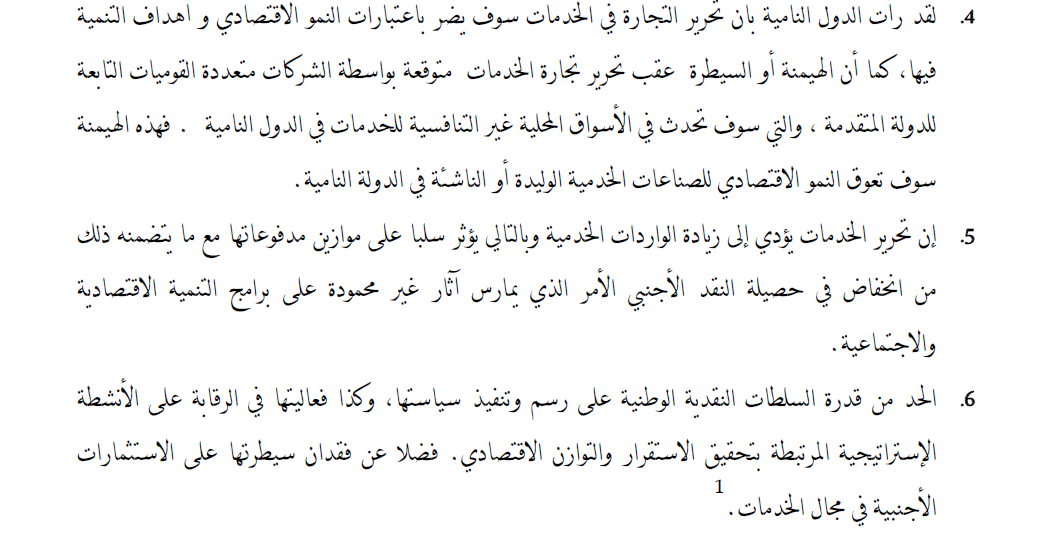 4. لقد رأت الدول النامية بأن تحرير التجارة في الخدمات سوف يضر باعتبارات النمو الاقتصادي و أهداف التنمية
فيها، كما أن الهيمنة أو السيطرة عقب تحرير تجارة الخدمات متوقعة بواسطة الشركات متعددة القوميات التابعة
للدولة المتقدمة ، والتي سوف تحدث في الأسواق المحلية غير التنافسية للخدمات في الدول النامية . فهذه الهيمنة
سوف تعوق النمو الاقتصادي للصناعات الخدمية الوليدة أو الناشئة في الدولة النامية.
5. إن تحرير الخدمات يؤدي إلى زيادة الواردات الخدمية وبالتالي يؤثر سلبا على موازين مدفوعاتها مع ما يتضمنه ذلك
من انخفاض في حصيلة النقد الأجنبي الأمر الذي يمارس آثار غير محمودة على برامج التنمية الاقتصادية
والاجتماعية.
6. الحد من قدرة السلطات النقدية الوطنية على رسم وتنفيذ سياستها، وكذا فعاليتها في الرقابة على الأنشطة
الإستراتيجية المرتبطة بتحقيق الاستقرار والتوازن الاقتصادي. فضلا عن فقدان سيطرتها على الاستثمارات
الأجنبية في مجال الخدمات.1